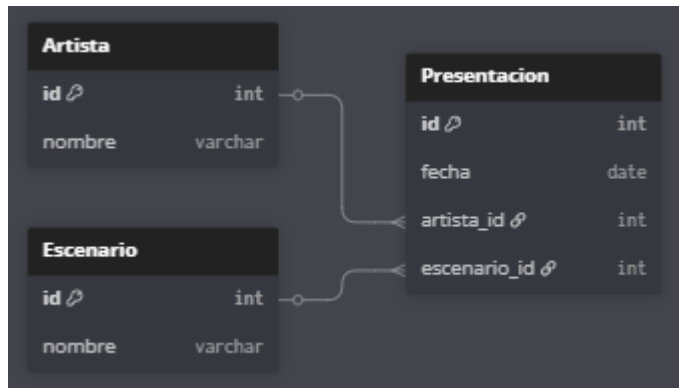 Artista
id int
nombre varchar
Escenario
id int
nombre varchar
Presentacion
id int
fecha date
artista_id int
escenario_id int